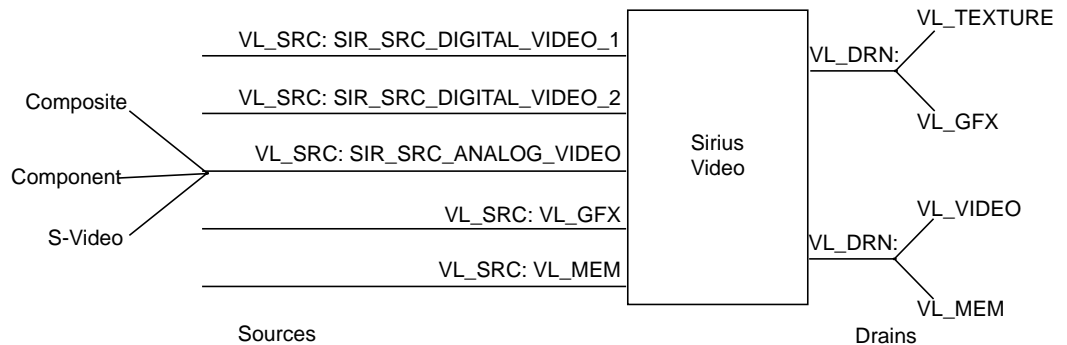 VL_TEXTURE
VL_SRC: SIR_SRC_DIGITAL_VIDEO_1
VL_DRN:
Composite
VL_SRC: SIR_SRC_DIGITAL_VIDEO_2
VL_GFX
Sirius
Video
VL_SRC: SIR_SRC_ANALOG_VIDEO
Component
VL_SRC: VL_GFX
VL_VIDEO
S-Video
VL_DRN:
VL_SRC: VL_MEM
VL_MEM
Sources
Drains